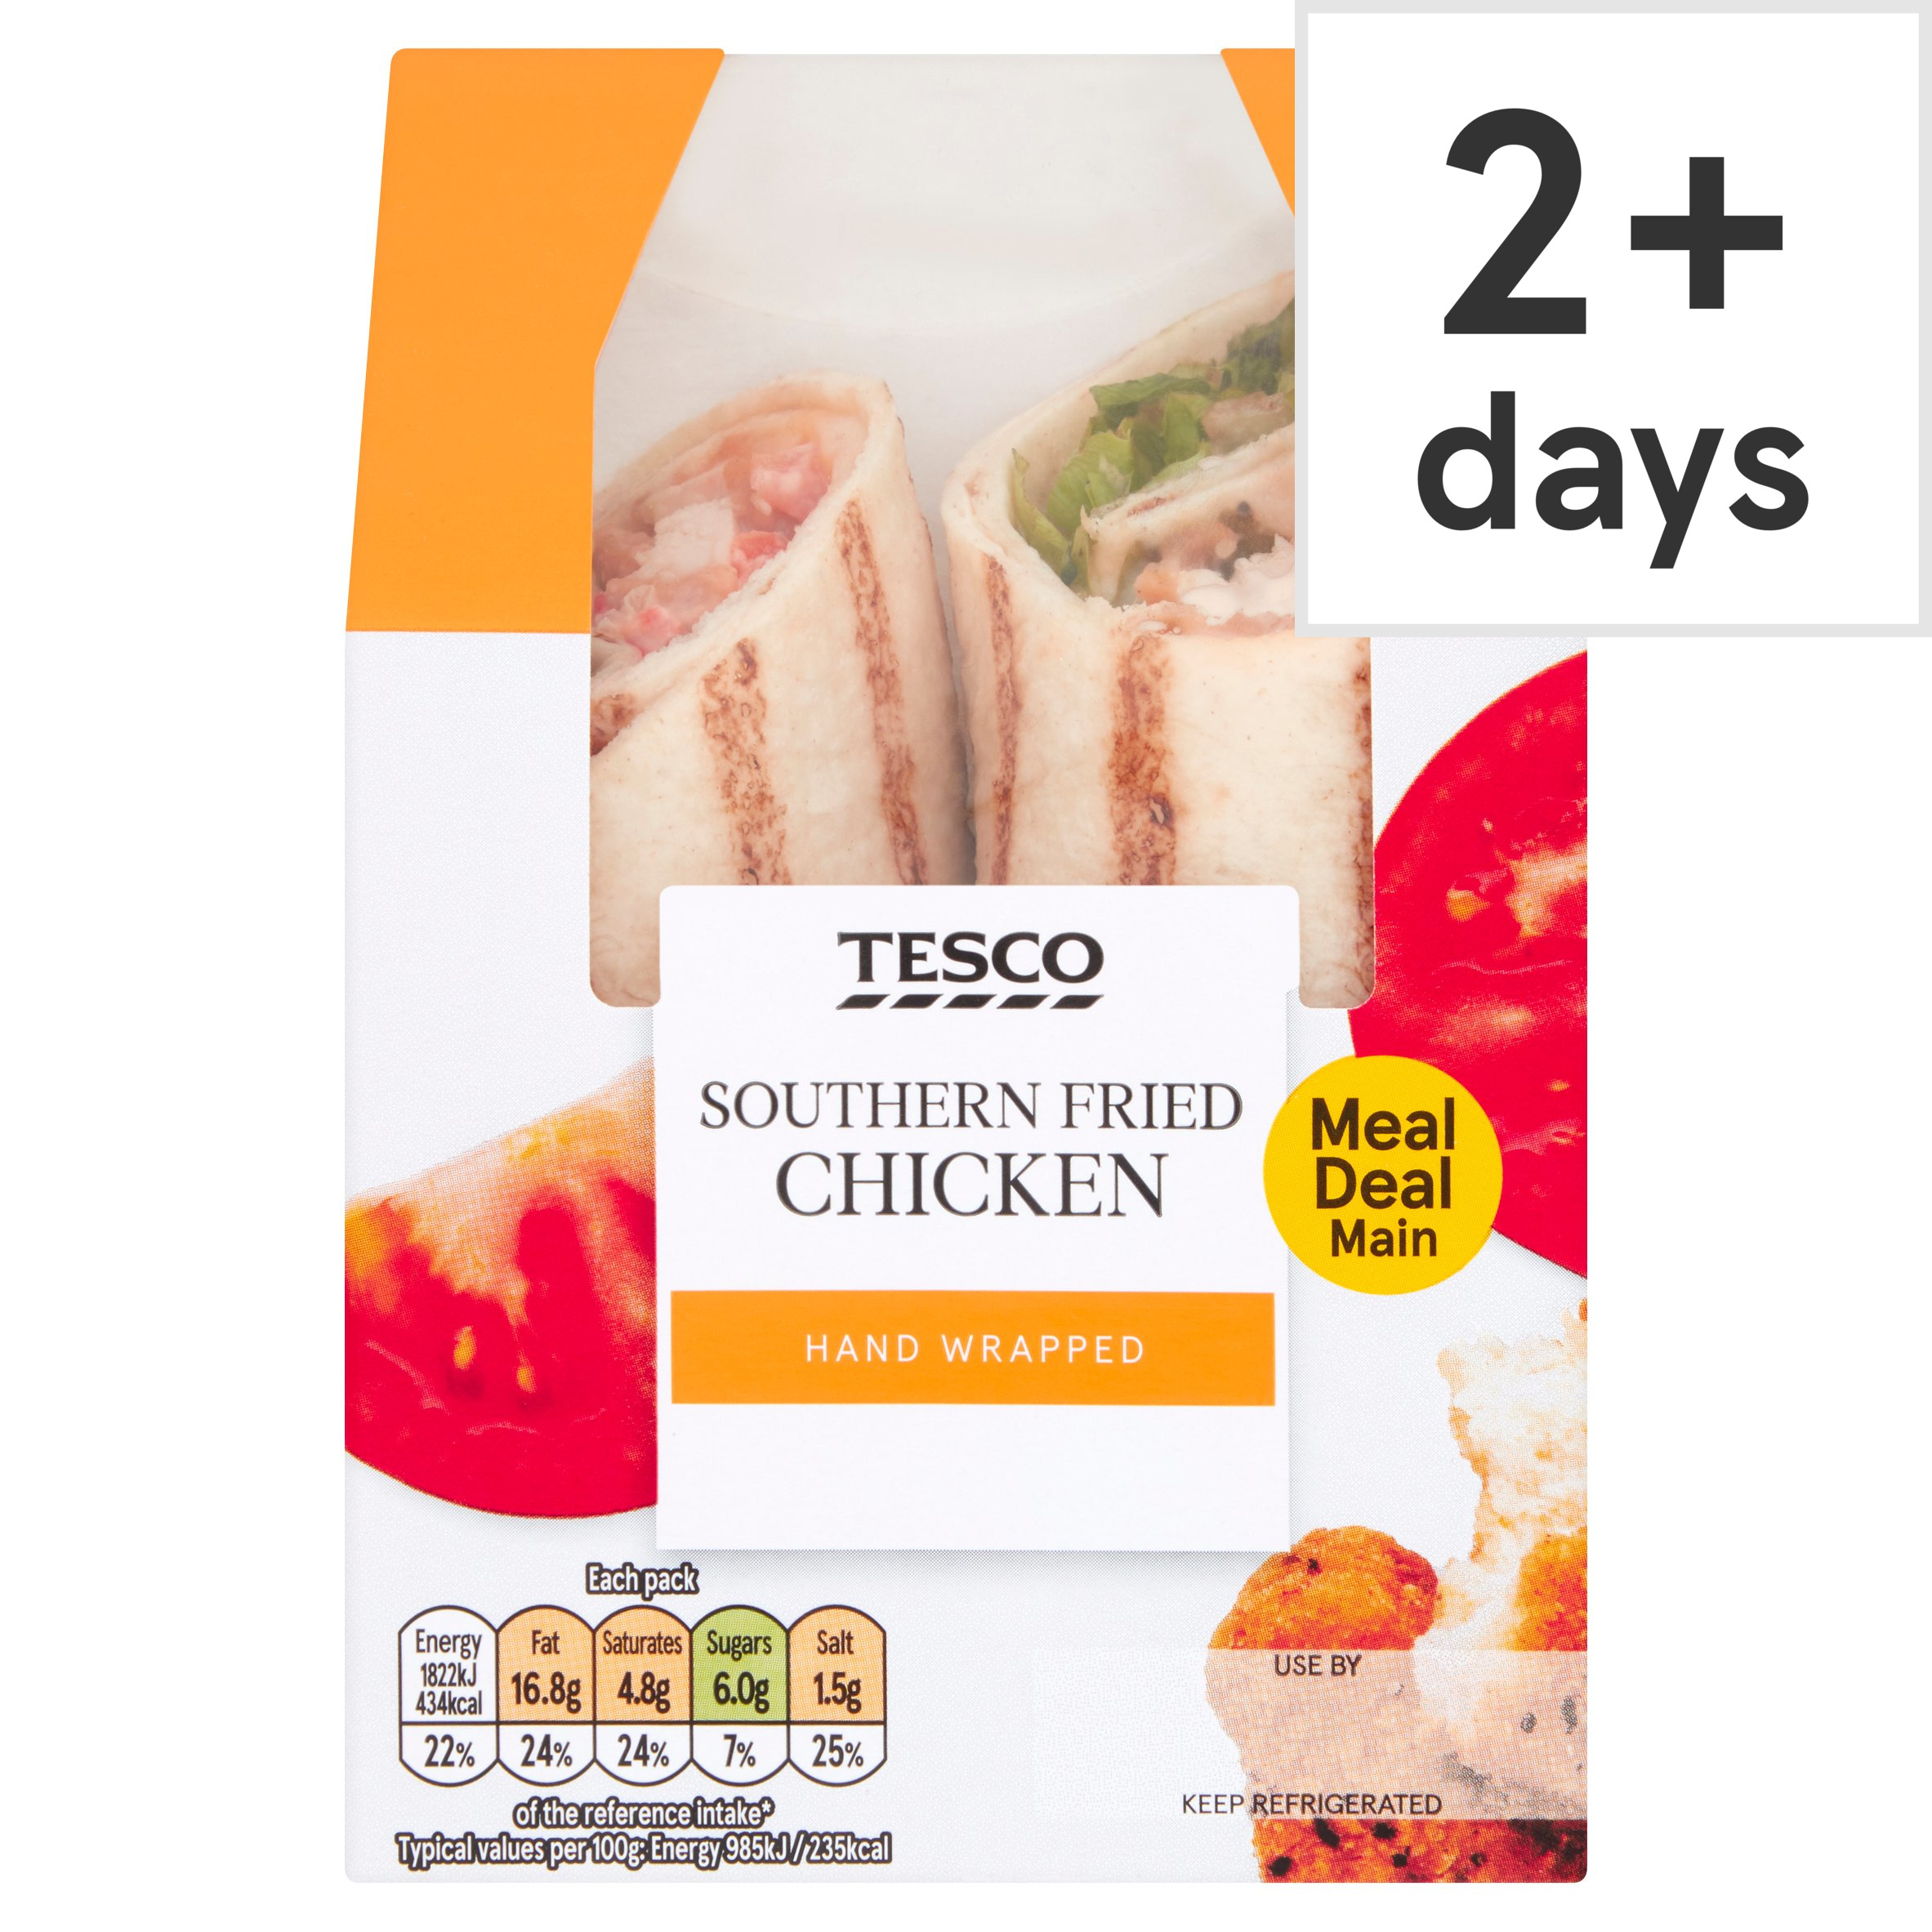 2+
days
TESCO
SOUTHERN FRIED
CHICKEN
Meal
Deal
Main
HAND WRAPPED
Each pack
Energy
1822kJ
434kcal
22%
Fat
16.8g
24%
Saturates
4.8g
24%
Sugars
6.0g
7%
Salt
1.5g
25%
of the reference intake*
Typical values per 100g: Energy 985kJ / 235kcal
USE BY
KEEP REFRIGERATED